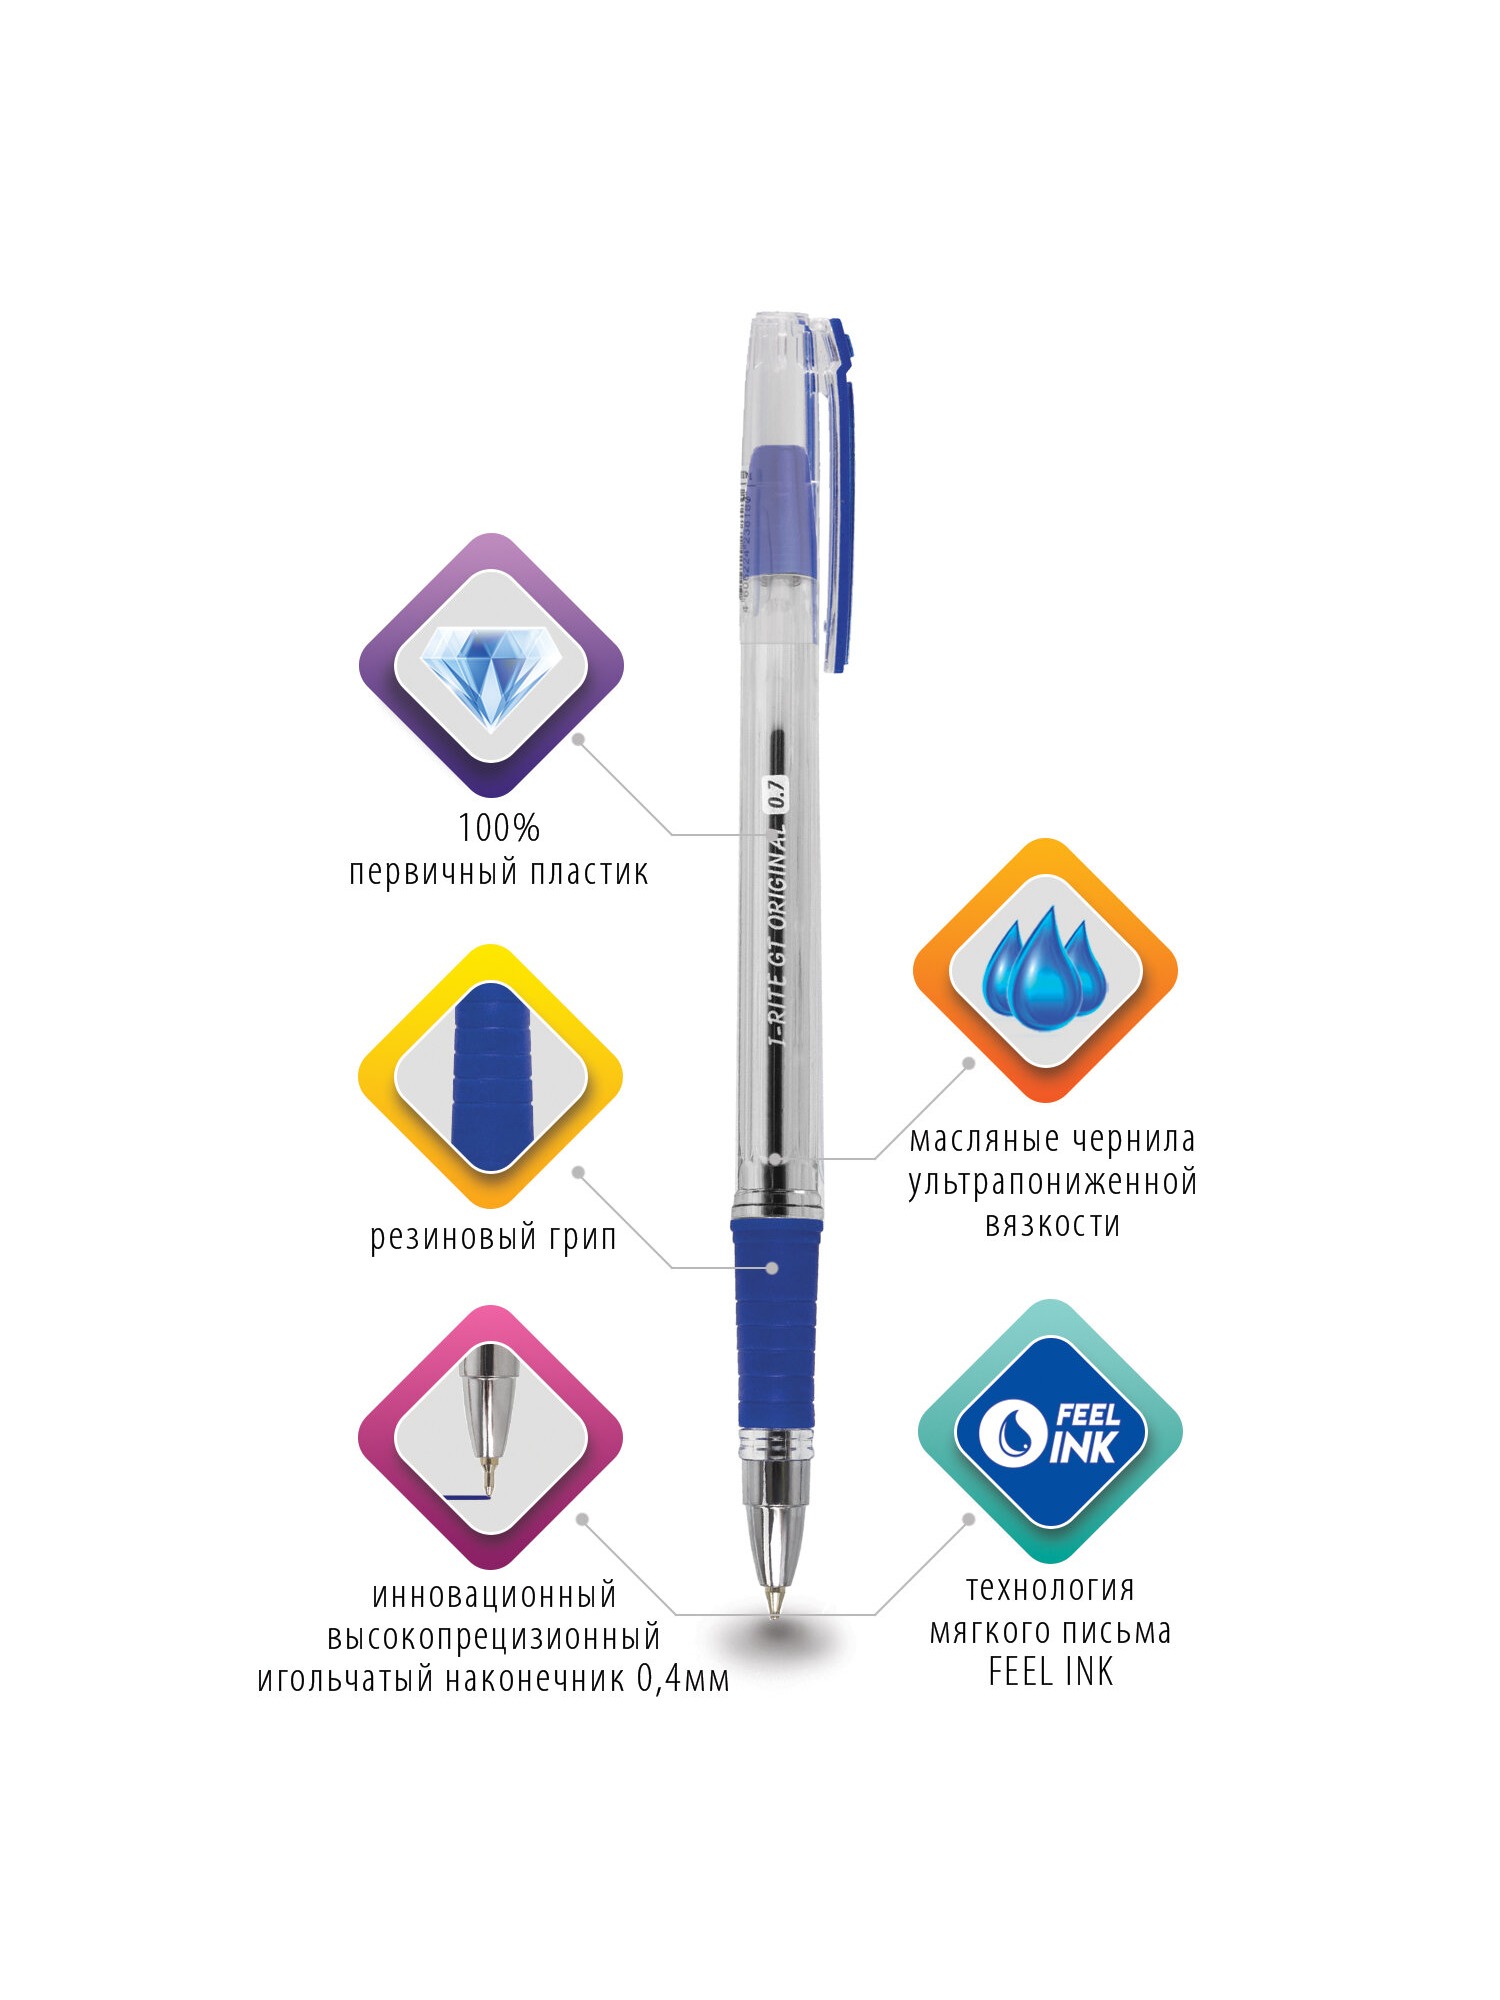 100%
первичный пластик
резиновый грип
инновационный
высокопрецизионный
игольчатый наконечник 0,4мм
I-RITE GT ORIGINAL 0.7
масляные чернила
ультрапониженной
вязкости
FEEL
INK
технология
мягкого письма
FEEL INK